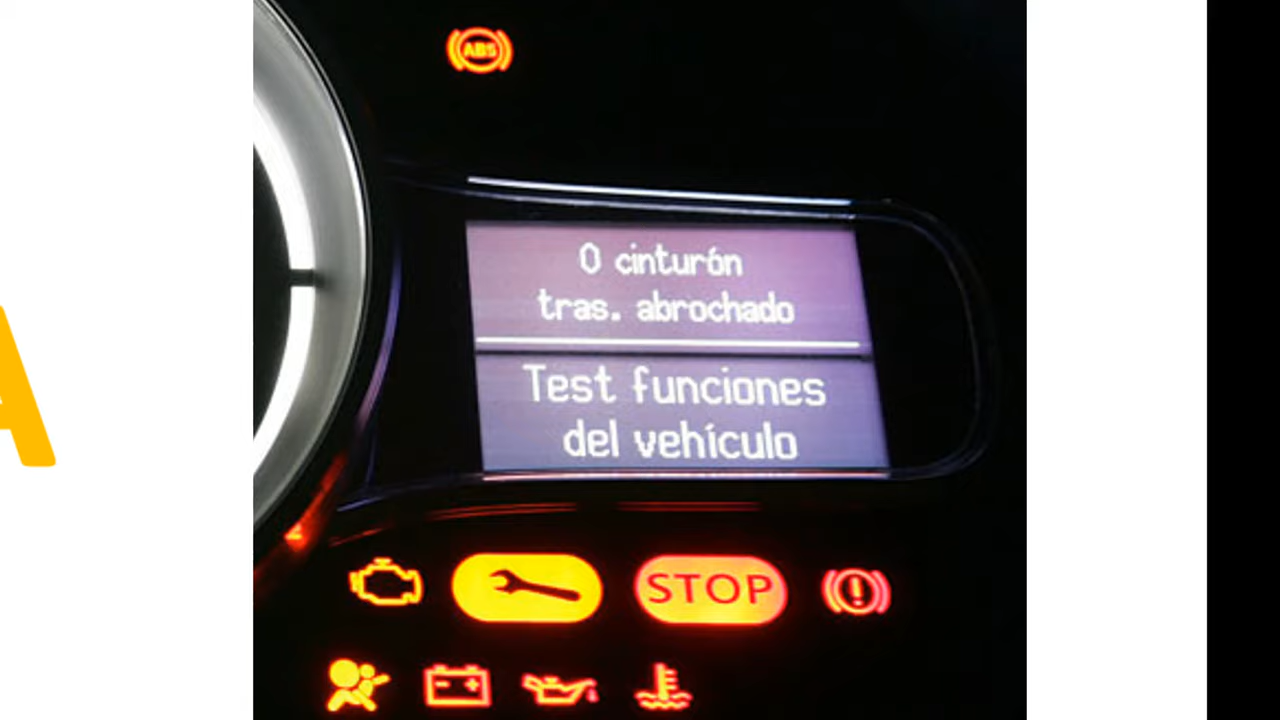 ABS
0 cinturón
tras. abrochado
Test funciones
del vehículo
STOP
A